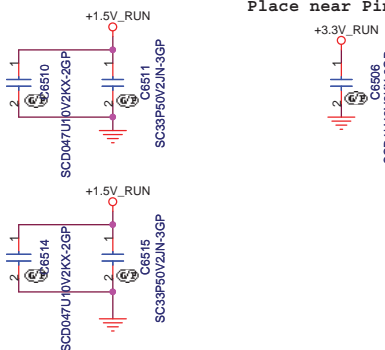 Place near Pin
+1.5V_RUN
+3.3V_RUN
1
2
G/P
C6510
SCD047U10V2KX-2GP
1
2
G/P
C6511
SC33P50V2JN-3GP
1
2
G/P
C6506
+1.5V_RUN
1
2
G/P
C6514
SCD047U10V2KX-2GP
1
2
G/P
C6515
SC33P50V2JN-3GP